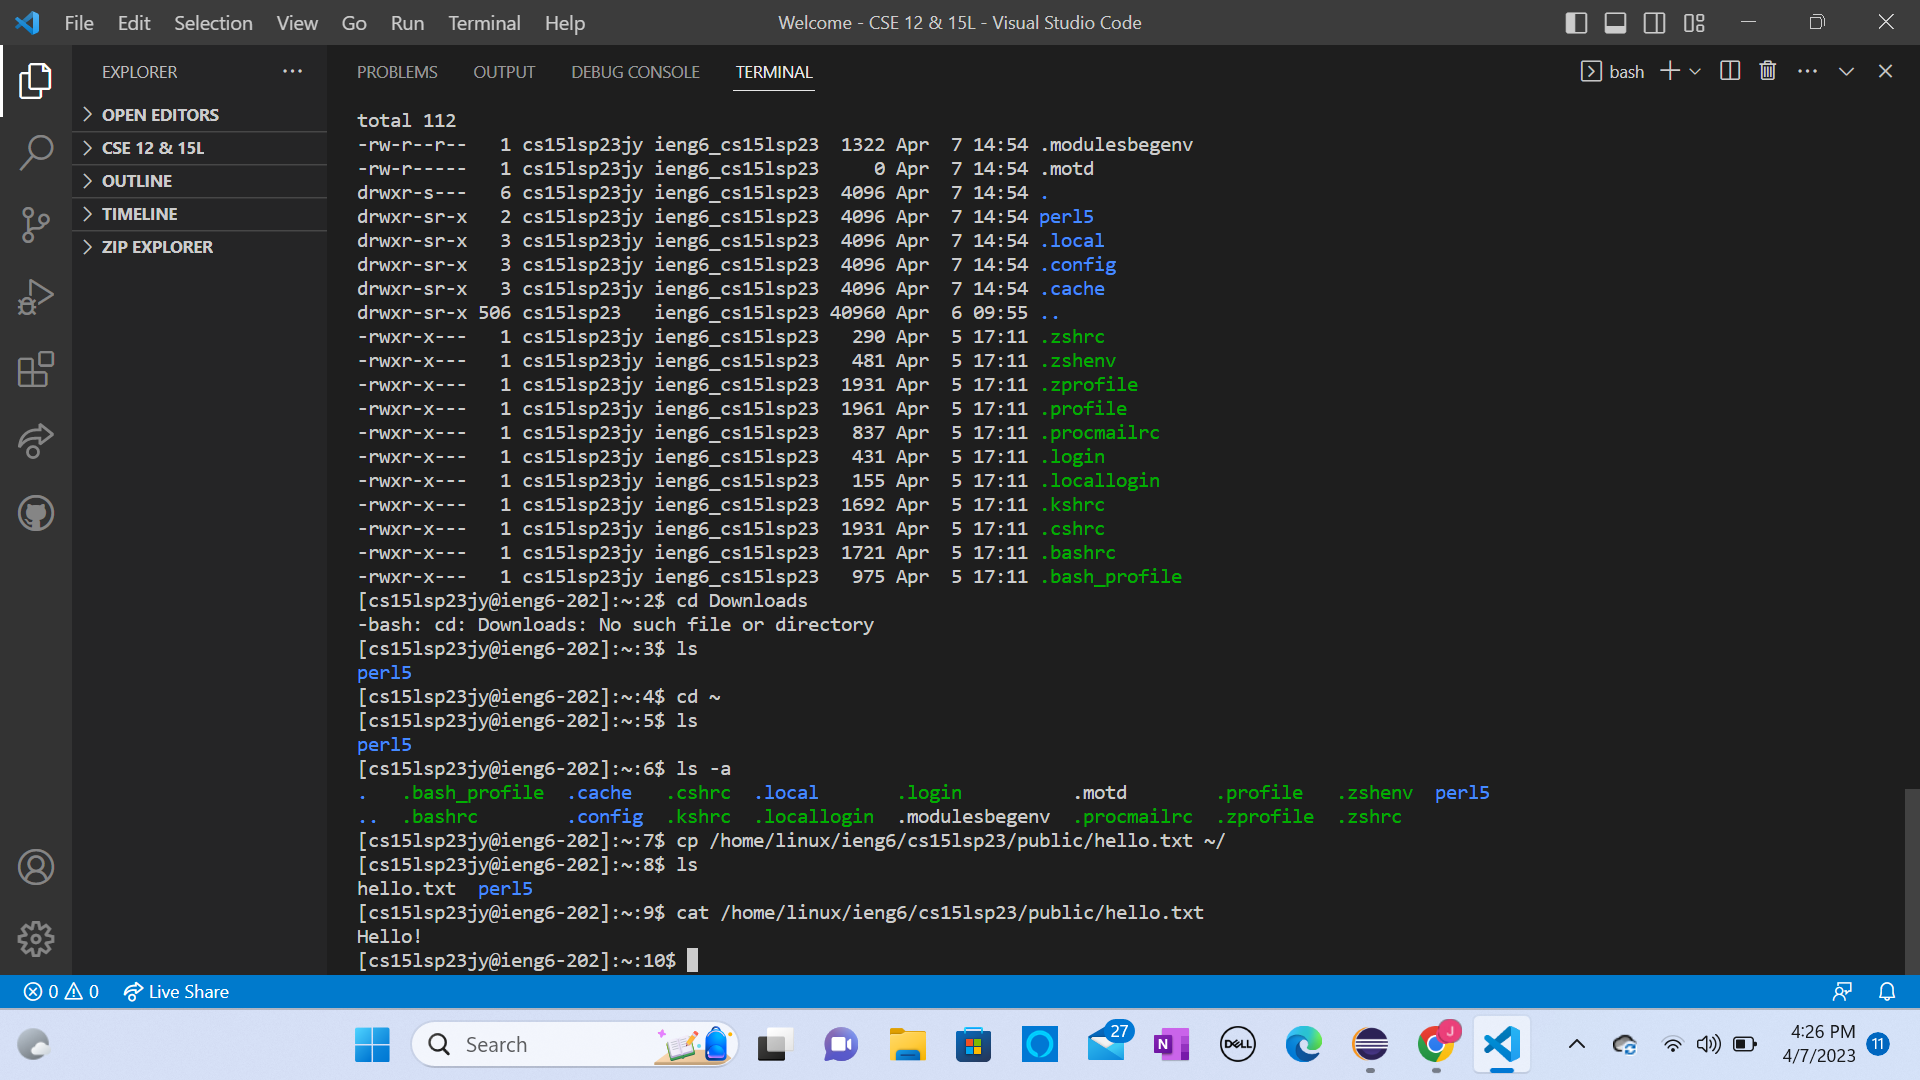 File Edit Selection View Go Run Terminal Help Welcome - CSE 12 & 15L - Visual Studio Code
EXPLORER
PROBLEMS OUTPUT DEBUG CONSOLE TERMINAL
bash
OPEN EDITORS
CSE 12 & 15L
OUTLINE
TIMELINE
ZIP EXPLORER
total 112
-rw-r--r-- 1 cs15lsp23jy ieng6_cs15lsp23 1322 Apr 7 14:54 .modulesbegenv
-rw-r----- 1 cs15lsp23jy ieng6_cs15lsp23 0 Apr 7 14:54 .motd
drwxr-s--- 6 cs15lsp23jy ieng6_cs15lsp23 4096 Apr 7 14:54 .
drwxr-sr-x 2 cs15lsp23jy ieng6_cs15lsp23 4096 Apr 7 14:54 perl5
drwxr-sr-x 3 cs15lsp23jy ieng6_cs15lsp23 4096 Apr 7 14:54 .local
drwxr-sr-x 3 cs15lsp23jy ieng6_cs15lsp23 4096 Apr 7 14:54 .config
drwxr-sr-x 3 cs15lsp23jy ieng6_cs15lsp23 4096 Apr 7 14:54 .cache
drwxr-sr-x 506 cs15lsp23 ieng6_cs15lsp23 40960 Apr 6 09:55 ..
-rwxr-x--- 1 cs15lsp23jy ieng6_cs15lsp23 290 Apr 5 17:11 .zshrc
-rwxr-x--- 1 cs15lsp23jy ieng6_cs15lsp23 481 Apr 5 17:11 .zshenv
-rwxr-x--- 1 cs15lsp23jy ieng6_cs15lsp23 1931 Apr 5 17:11 .zprofile
-rwxr-x--- 1 cs15lsp23jy ieng6_cs15lsp23 1961 Apr 5 17:11 .profile
-rwxr-x--- 1 cs15lsp23jy ieng6_cs15lsp23 837 Apr 5 17:11 .procmailrc
-rwxr-x--- 1 cs15lsp23jy ieng6_cs15lsp23 431 Apr 5 17:11 .login
-rwxr-x--- 1 cs15lsp23jy ieng6_cs15lsp23 155 Apr 5 17:11 .locallogin
-rwxr-x--- 1 cs15lsp23jy ieng6_cs15lsp23 1692 Apr 5 17:11 .kshrc
-rwxr-x--- 1 cs15lsp23jy ieng6_cs15lsp23 1931 Apr 5 17:11 .cshrc
-rwxr-x--- 1 cs15lsp23jy ieng6_cs15lsp23 1721 Apr 5 17:11 .bashrc
-rwxr-x--- 1 cs15lsp23jy ieng6_cs15lsp23 975 Apr 5 17:11 .bash_profile
[cs15lsp23jy@ieng6-202]:~:2$ cd Downloads
-bash: cd: Downloads: No such file or directory
[cs15lsp23jy@ieng6-202]:~:3$ ls
perl5
[cs15lsp23jy@ieng6-202]:~:4$ cd ~
[cs15lsp23jy@ieng6-202]:~:5$ ls
perl5
[cs15lsp23jy@ieng6-202]:~:6$ ls -a
. .bash_profile .cache .cshrc .local .login .motd .profile .zshenv perl5
.. .bashrc .config .kshrc .locallogin .modulesbegenv .procmailrc .zprofile .zshrc
[cs15lsp23jy@ieng6-202]:~:7$ cp /home/linux/ieng6/cs15lsp23/public/hello.txt ~/
[cs15lsp23jy@ieng6-202]:~:8$ ls
hello.txt perl5
[cs15lsp23jy@ieng6-202]:~:9$ cat /home/linux/ieng6/cs15lsp23/public/hello.txt
Hello!
[cs15lsp23jy@ieng6-202]:~:10$
0 0 Live Share
Search
27
N
DELL
J
4:26 PM
4/7/2023
11